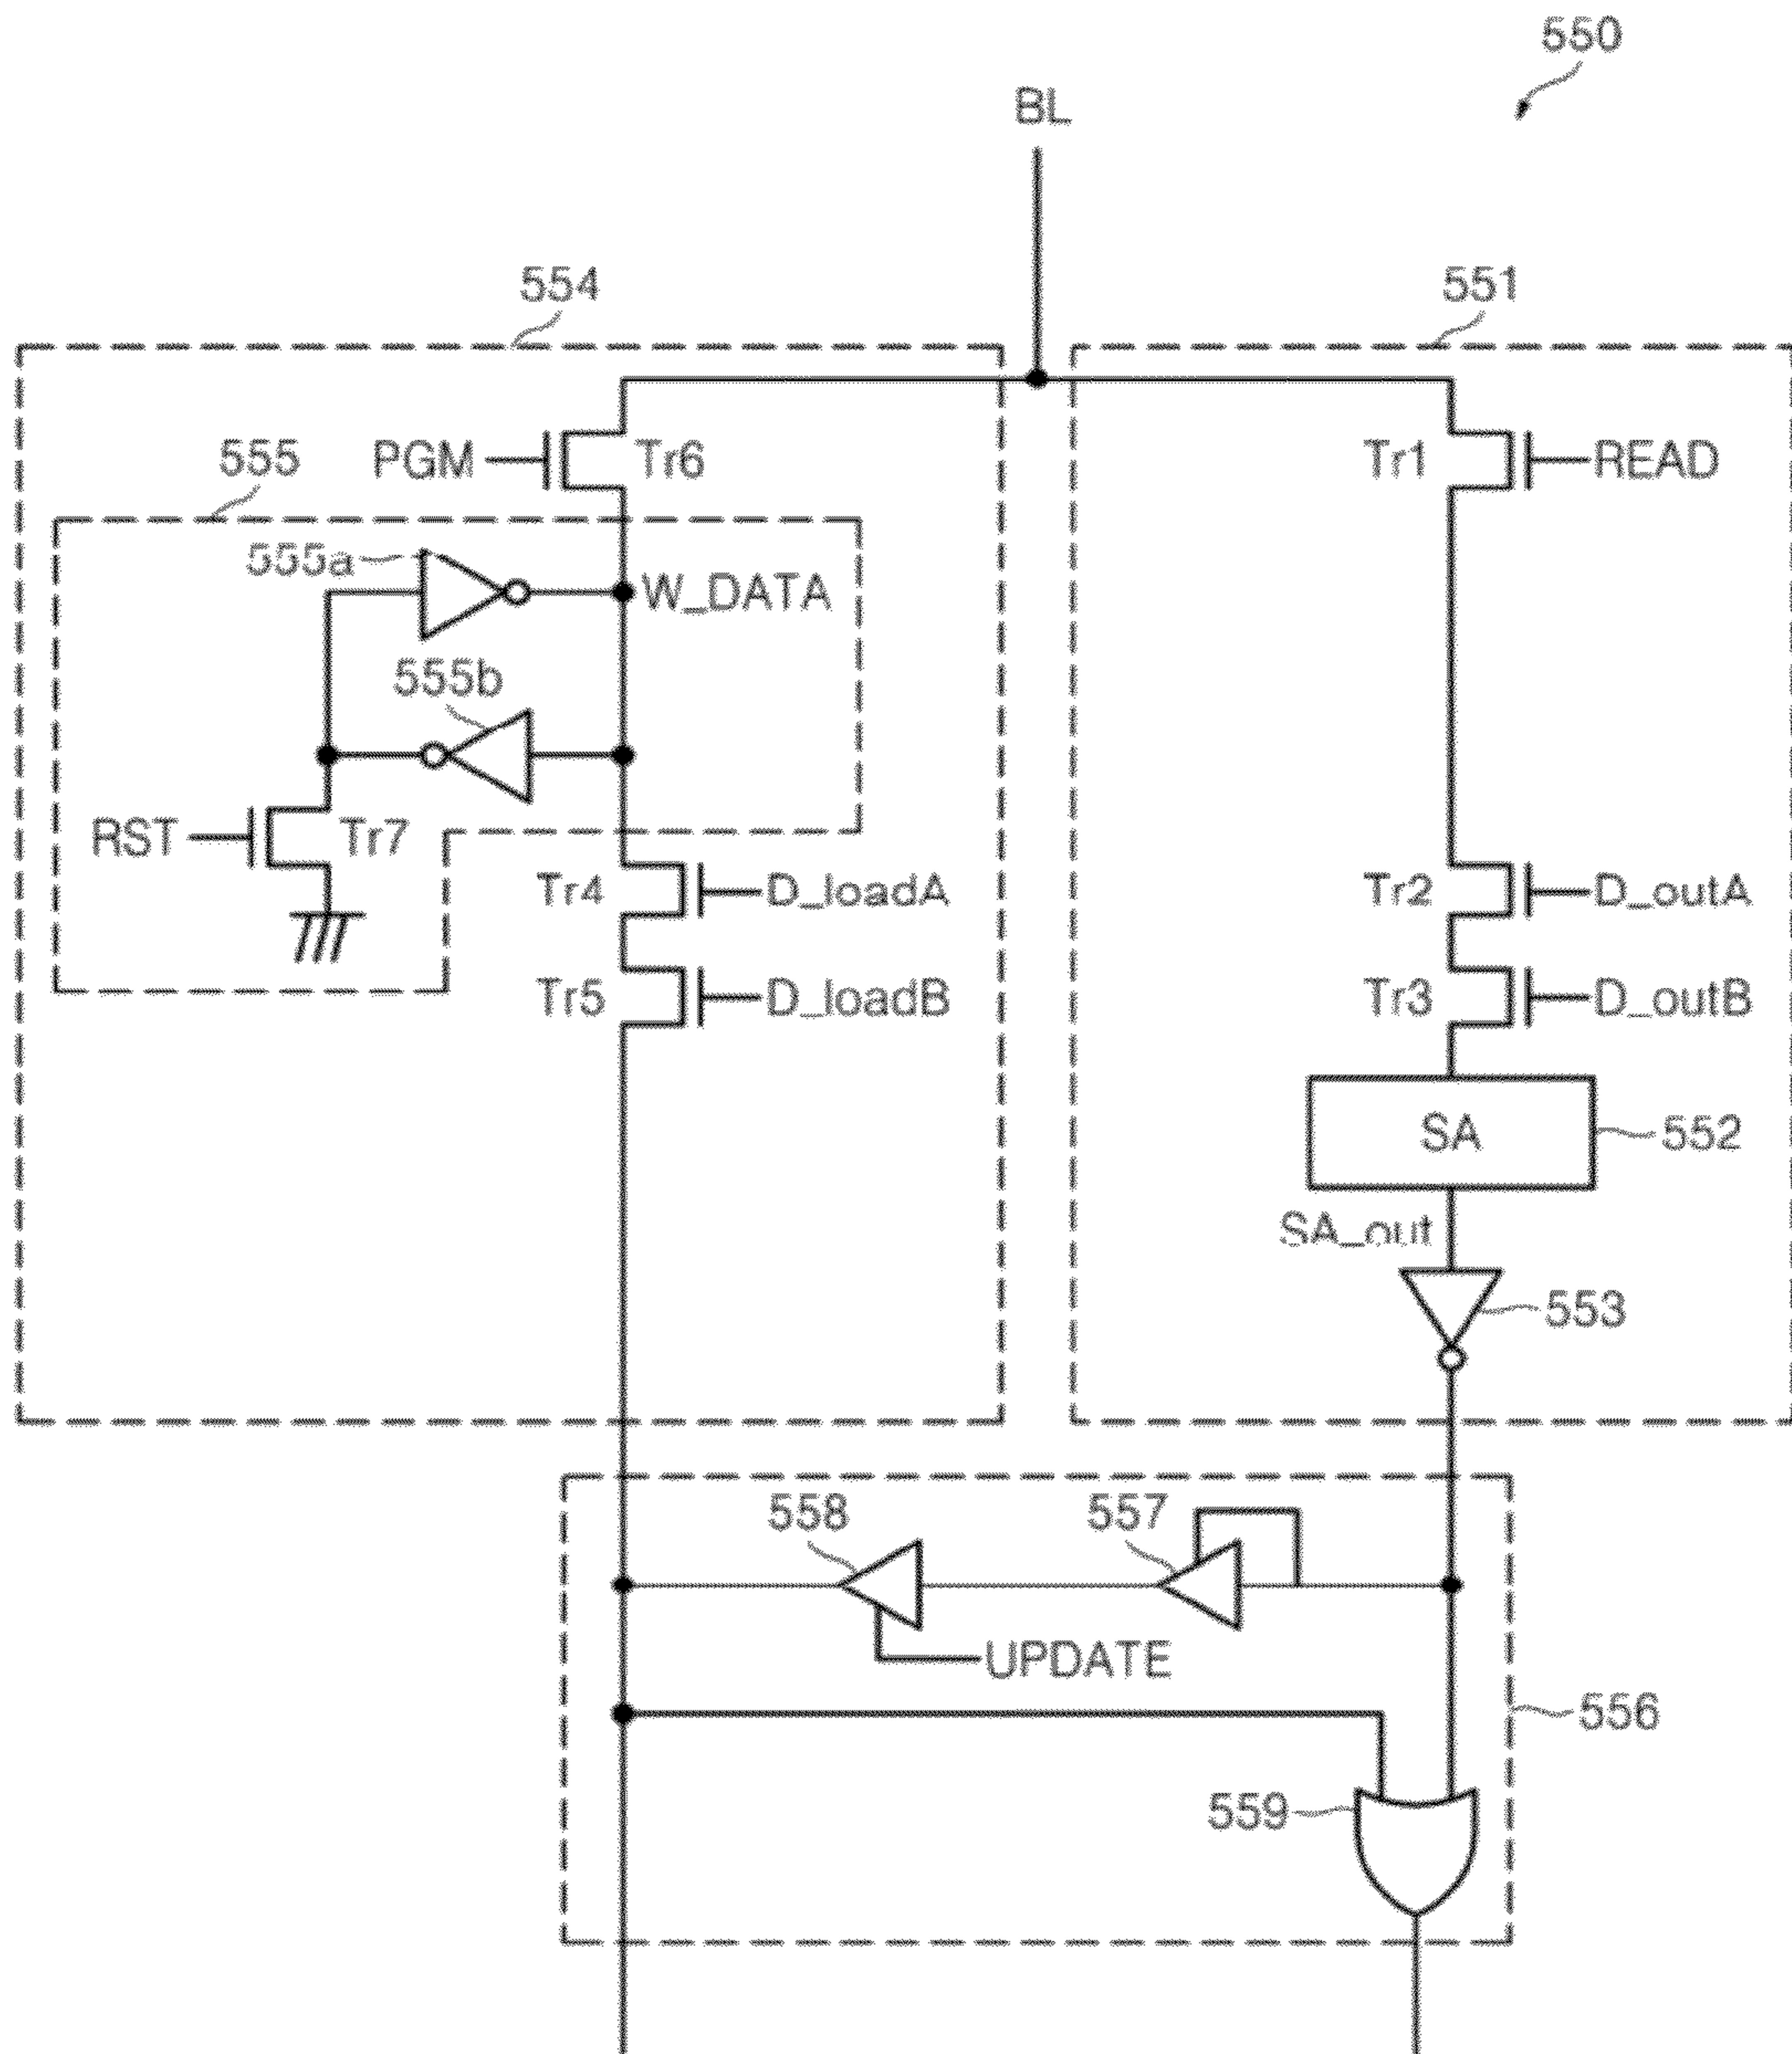 550
BL
554
551
555
PGM
Tr6
Tr1
READ
555a
W_DATA
555b
RST
Tr7
Tr4
D_loadA
Tr2
D_outA
Tr5
D_loadB
Tr3
D_outB
SA
552
SA_out
553
558
557
UPDATE
556
559